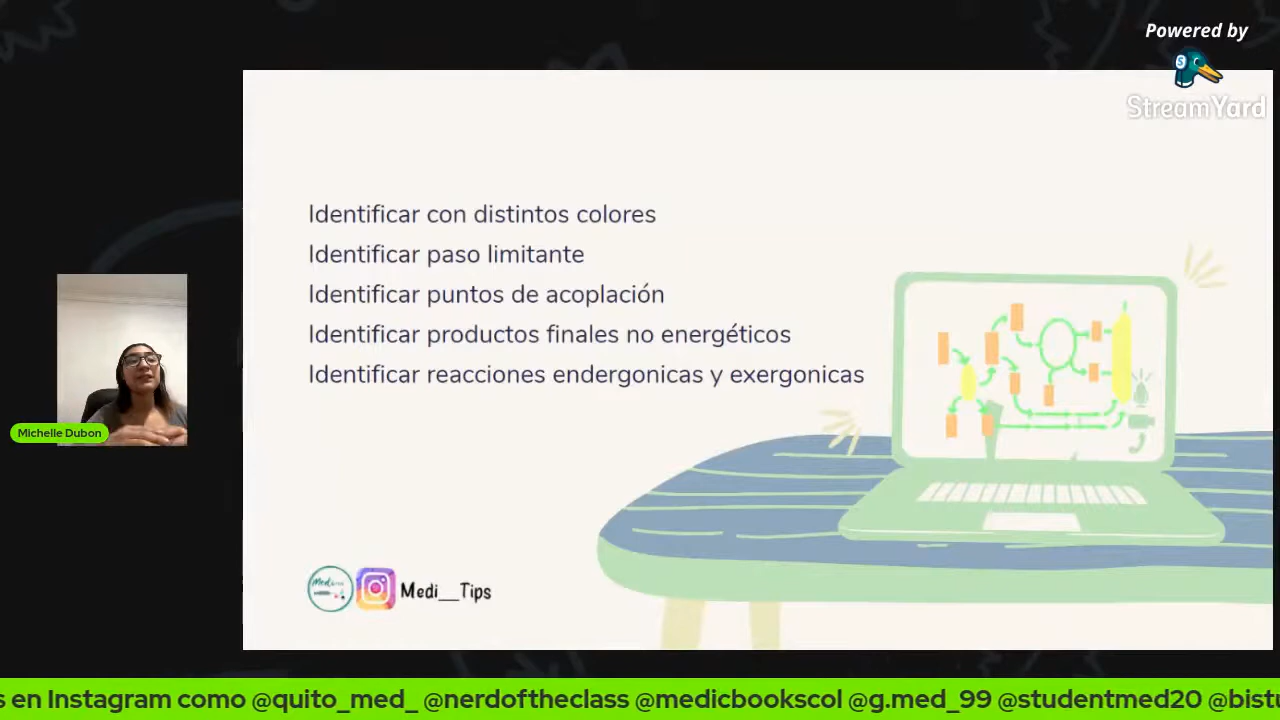 Powered by
StreamYard
Identificar con distintos colores
Identificar paso limitante
Identificar puntos de acoplación
Identificar productos finales no energéticos
Identificar reacciones endergonicas y exergonicas
Michelle Dubon
Medi__Tips
s en Instagram como @quito_med_ @nerdoftheclass @medicbookscol @g.med_99 @studentmed20 @bistu